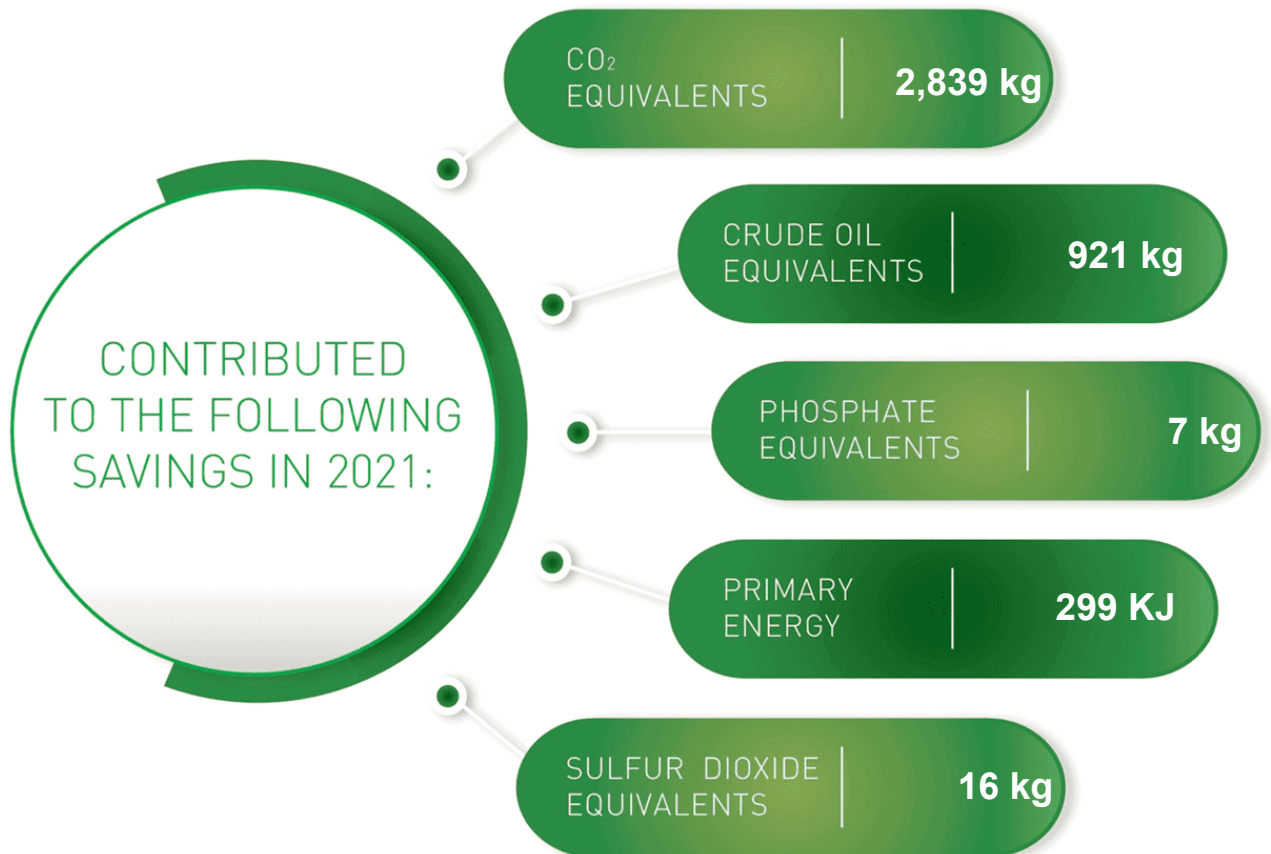 CONTRIBUTED
TO THE FOLLOWING
SAVINGS IN 2021:
CO₂
EQUIVALENTS
2,839 kg
CRUDE OIL
EQUIVALENTS
921 kg
PHOSPHATE
EQUIVALENTS
7 kg
PRIMARY
ENERGY
299 KJ
SULFUR DIOXIDE
EQUIVALENTS
16 kg